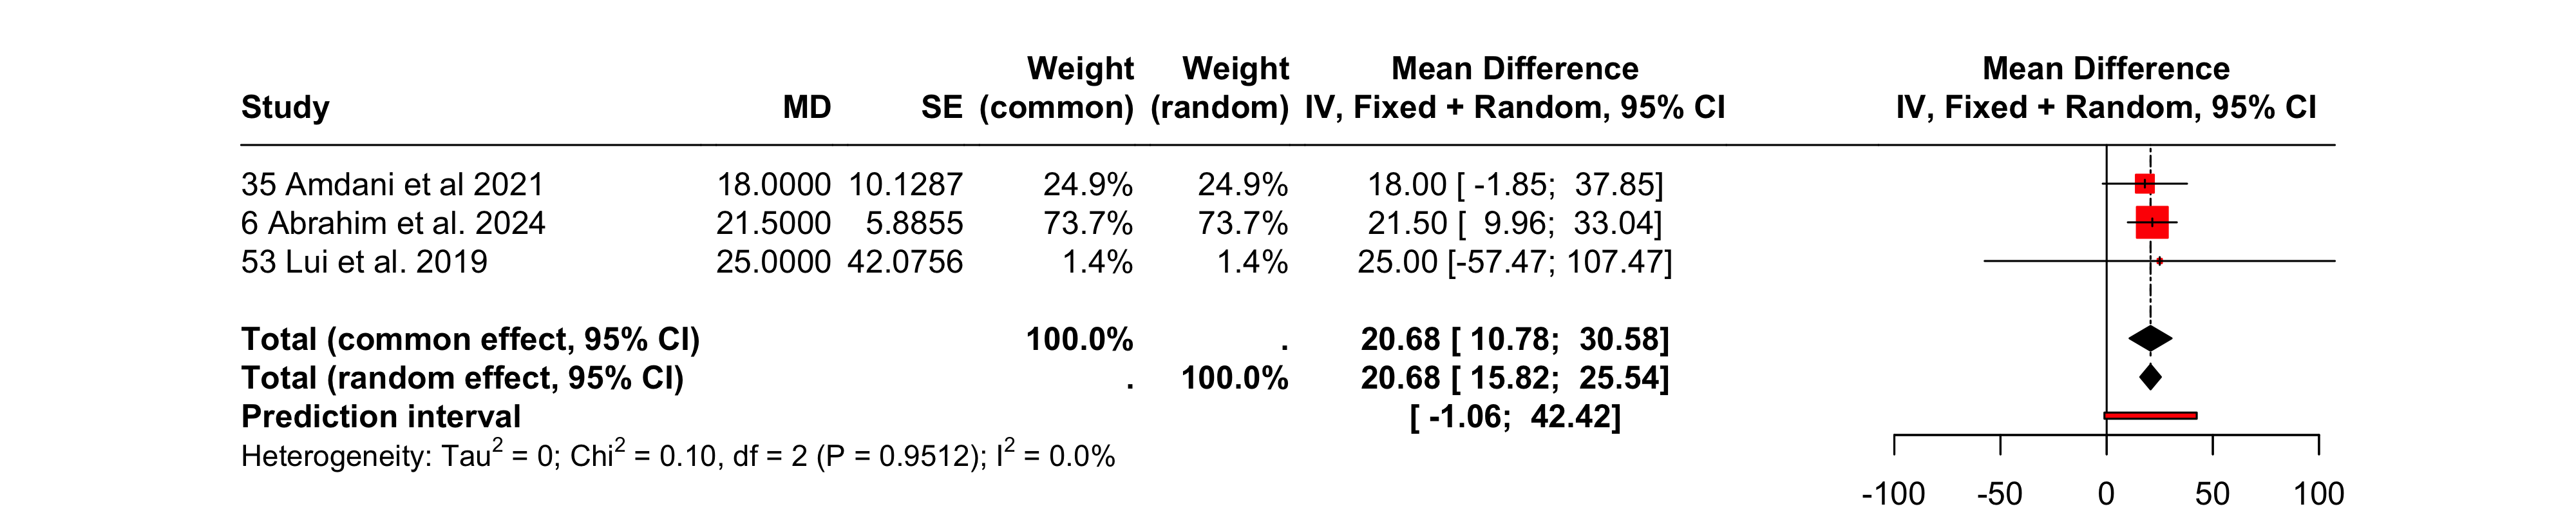 Weight Weight Mean Difference Mean Difference
Study MD SE (common) (random) IV, Fixed + Random, 95% CI IV, Fixed + Random, 95% CI
35 Amdani et al 2021 18.0000 10.1287 24.9% 24.9% 18.00 [ -1.85; 37.85]
6 Abrahim et al. 2024 21.5000 5.8855 73.7% 73.7% 21.50 [ 9.96; 33.04]
53 Lui et al. 2019 25.0000 42.0756 1.4% 1.4% 25.00 [-57.47; 107.47]
Total (common effect, 95% CI) 100.0% . 20.68 [ 10.78; 30.58]
Total (random effect, 95% CI) . 100.0% 20.68 [ 15.82; 25.54]
Prediction interval [ -1.06; 42.42]
Heterogeneity: Tau² = 0; Chi² = 0.10, df = 2 (P = 0.9512); I² = 0.0%
-100 -50 0 50 100